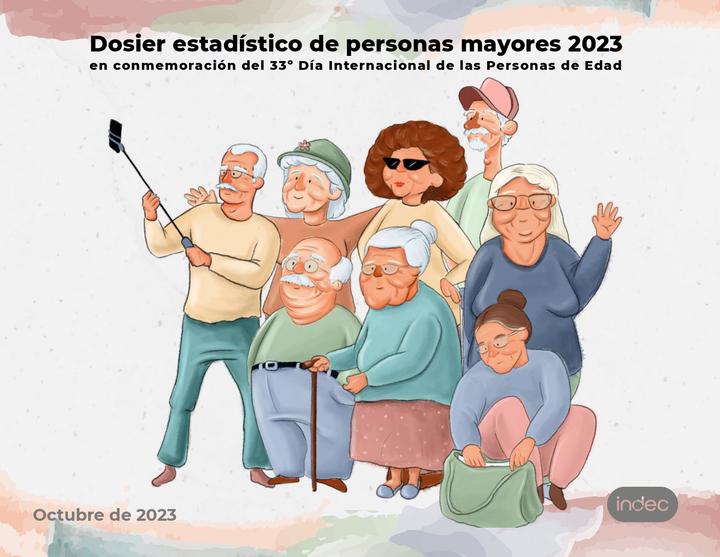 Dosier estadístico de personas mayores 2023
en conmemoración del 33° Día Internacional de las Personas de Edad
Octubre de 2023
indec